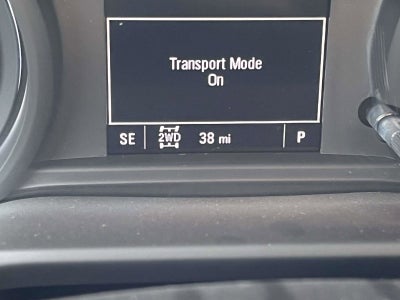 Transport Mode
On
SE 2WD 38 mi P